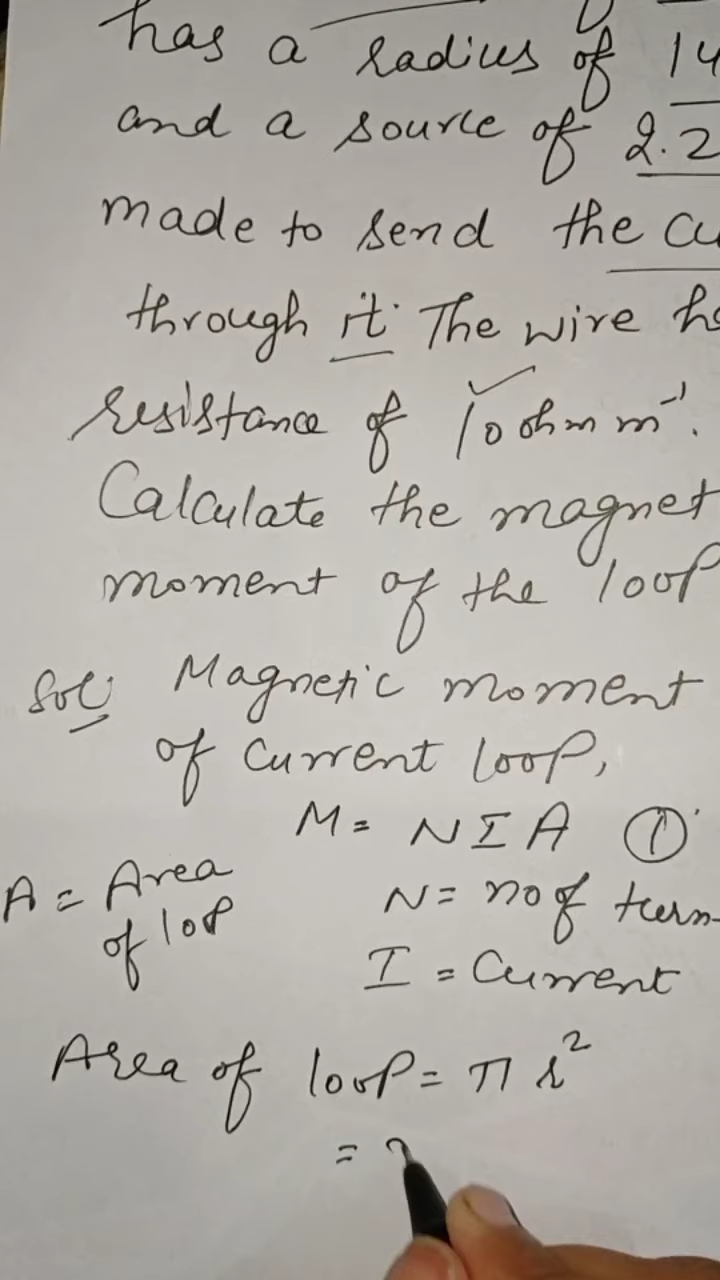 has a radius of 14
and a source of 2.2
made to send the cu
through it. The wire ha
resistance of 10 ohm m⁻¹.
Calculate the magnet
moment of the loop
Sol: Magnetic moment
of current loop,
M = N I A ①
A = Area of loop
N = no of turn
I = Current
Area of loop = π r²
=